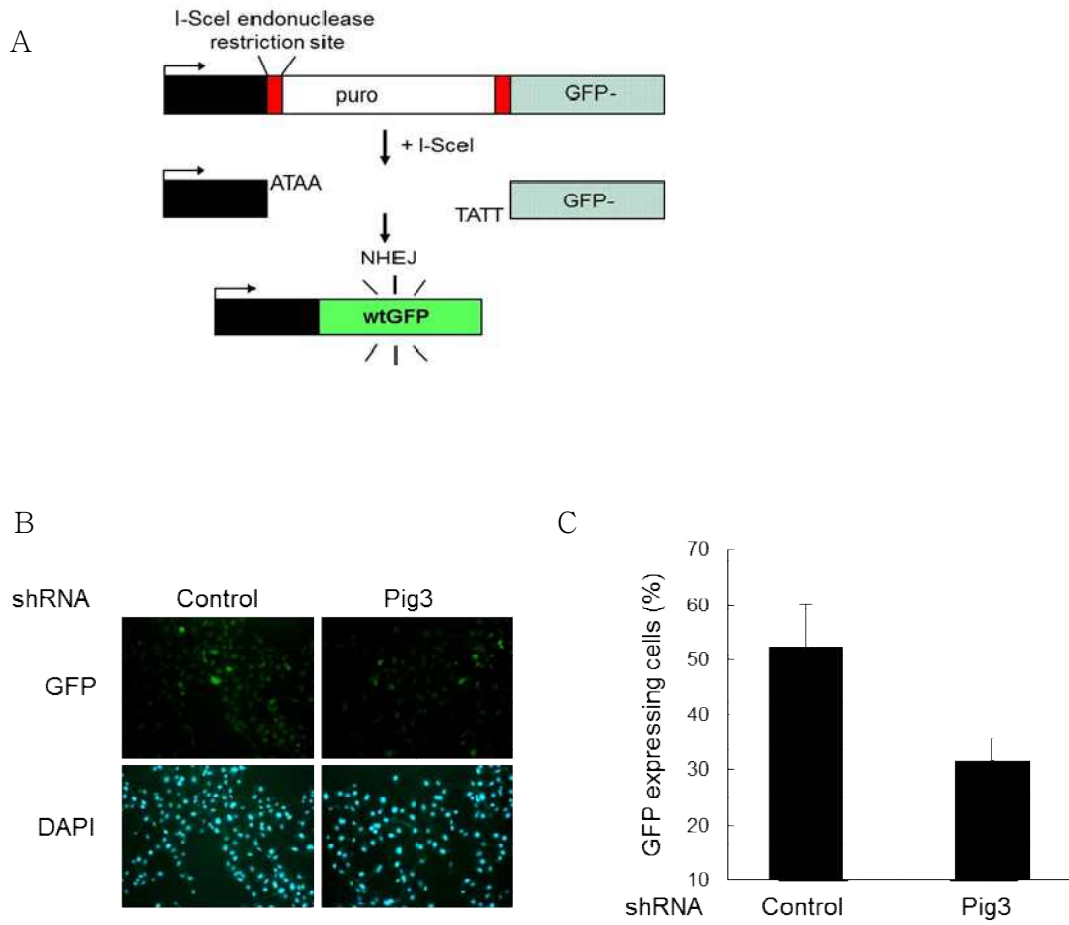 A
I-SceI endonuclease
restriction site
puro
GFP-
+ I-SceI
ATAA
TATT
GFP-
NHEJ
wtGFP
B
shRNA
Control
Pig3
GFP
DAPI
C
GFP expressing cells (%)
70
60
50
40
30
20
10
shRNA
Control
Pig3